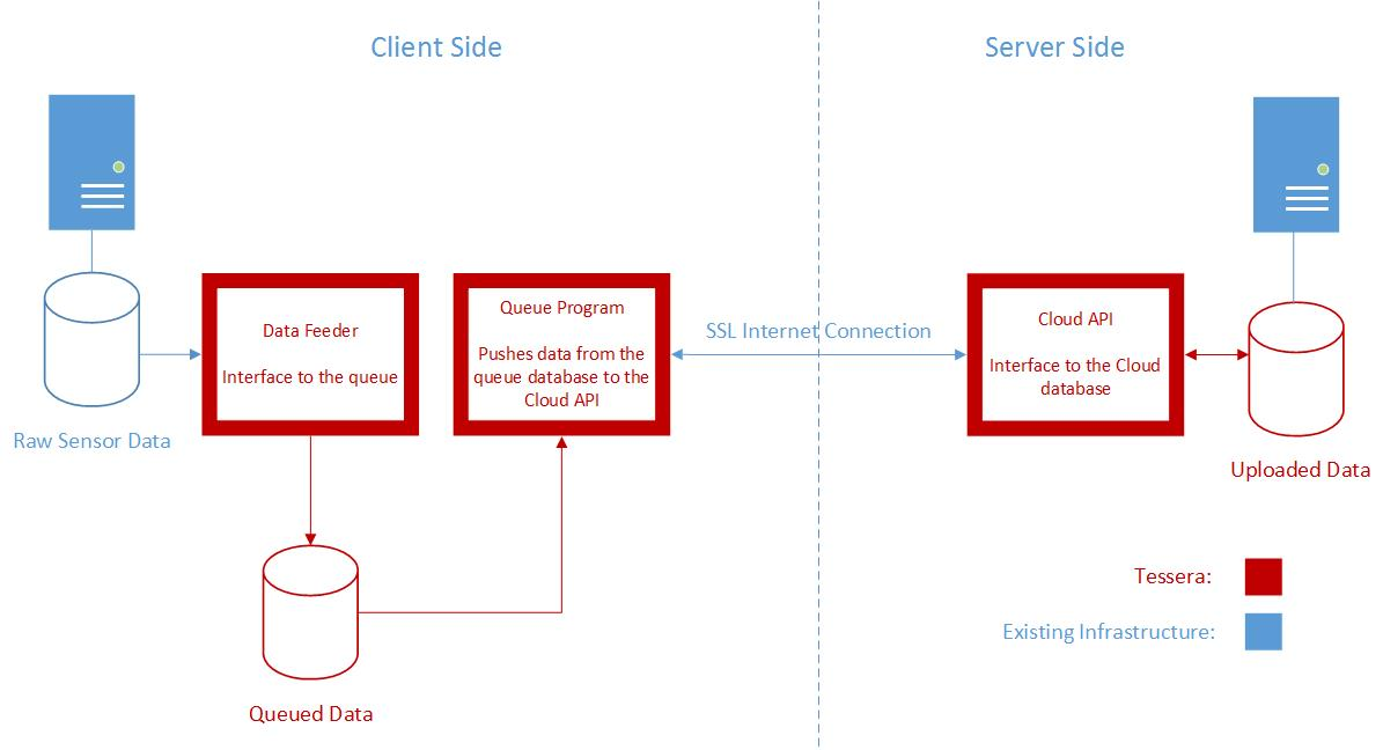 Client Side
Server Side
Data Feeder
Interface to the queue
Queue Program
Pushes data from the
queue database to the
Cloud API
SSL Internet Connection
Cloud API
Interface to the Cloud
database
Raw Sensor Data
Uploaded Data
Queued Data
Tessera:
Existing Infrastructure: